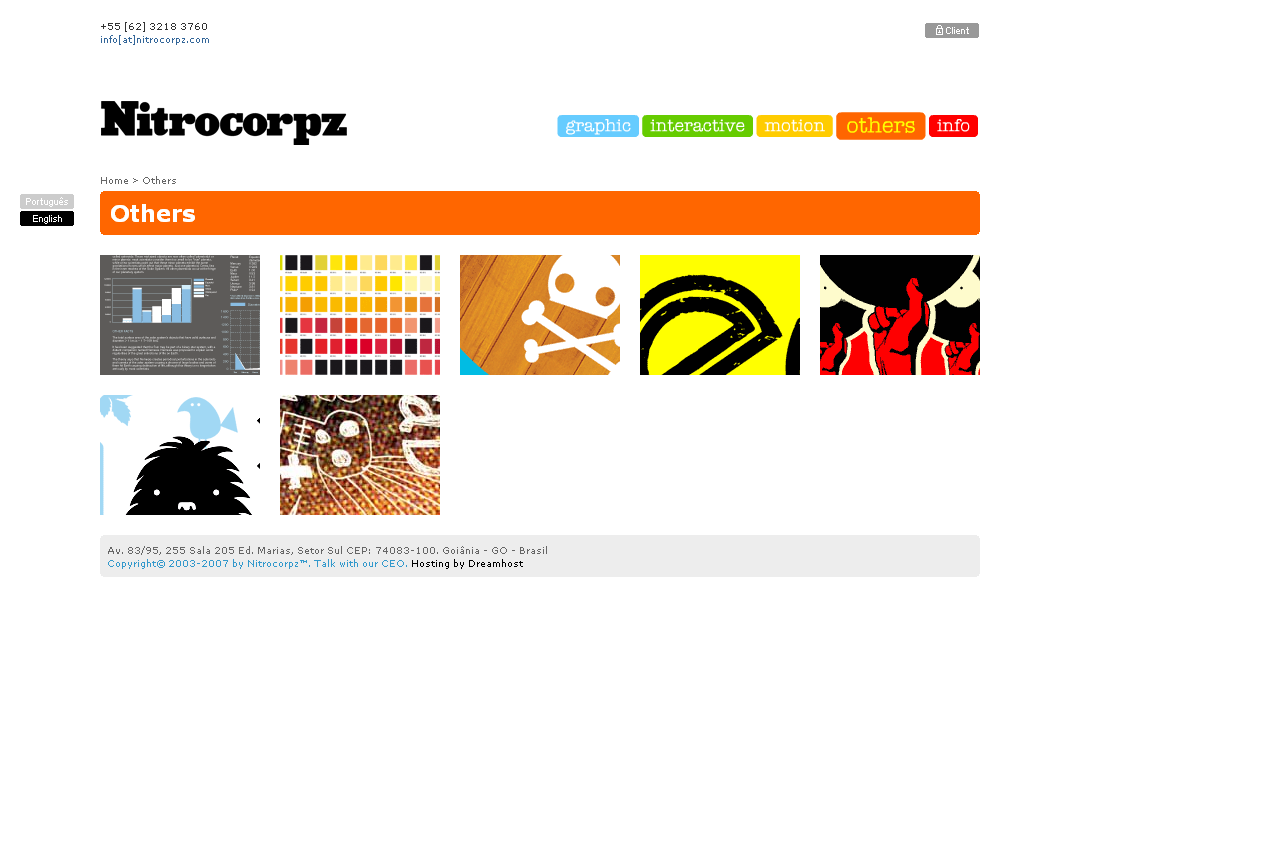 +55 [62] 3218 3760
info[at]nitrocorpz.com
Client
Nitrocorpz
graphic interactive motion others info
Home > Others
Português
English
Others
OTHER FACTS
Av. 83/95, 255 Sala 205 Ed. Marias, Setor Sul CEP: 74083-100. Goiânia - GO - Brasil
Copyright© 2003-2007 by Nitrocorpz™. Talk with our CEO. Hosting by Dreamhost